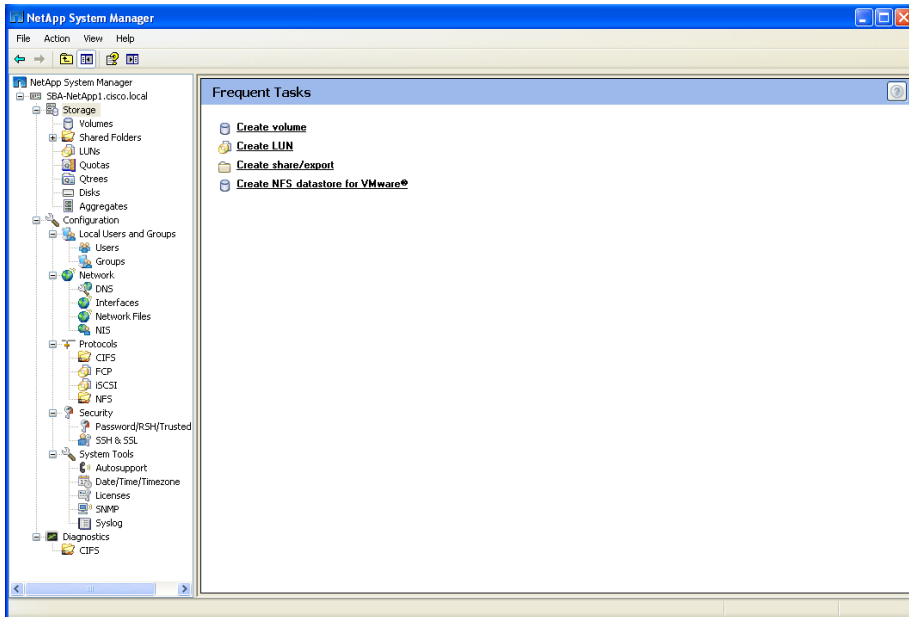 NetApp System Manager
File Action View Help
NetApp System Manager
SBA-NetApp1.cisco.local
Storage
Volumes
Shared Folders
LUNs
Quotas
Qtrees
Disks
Aggregates
Configuration
Local Users and Groups
Users
Groups
Network
DNS
Interfaces
Network Files
NIS
Protocols
CIFS
FCP
iSCSI
NFS
Security
Password/RSH/Trusted
SSH & SSL
System Tools
Autosupport
Date/Time/Timezone
Licenses
SNMP
Syslog
Diagnostics
CIFS
Frequent Tasks
Create volume
Create LUN
Create share/export
Create NFS datastore for VMware®